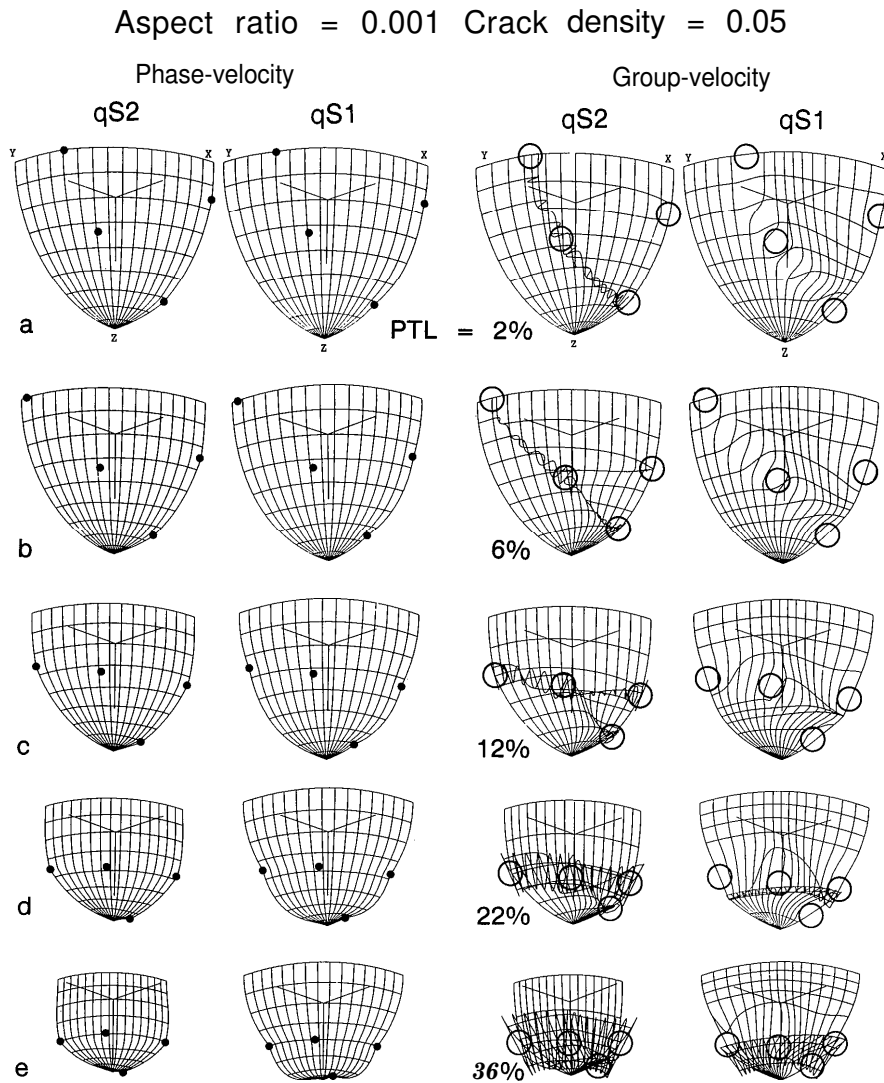 Aspect ratio = 0.001 Crack density = 0.05
Phase-velocity Group-velocity
qS2 qS1 qS2 qS1
Y X Y X Y X Y X
a Z Z PTL = 2% Z Z
b 6%
c 12%
d 22%
e 36%